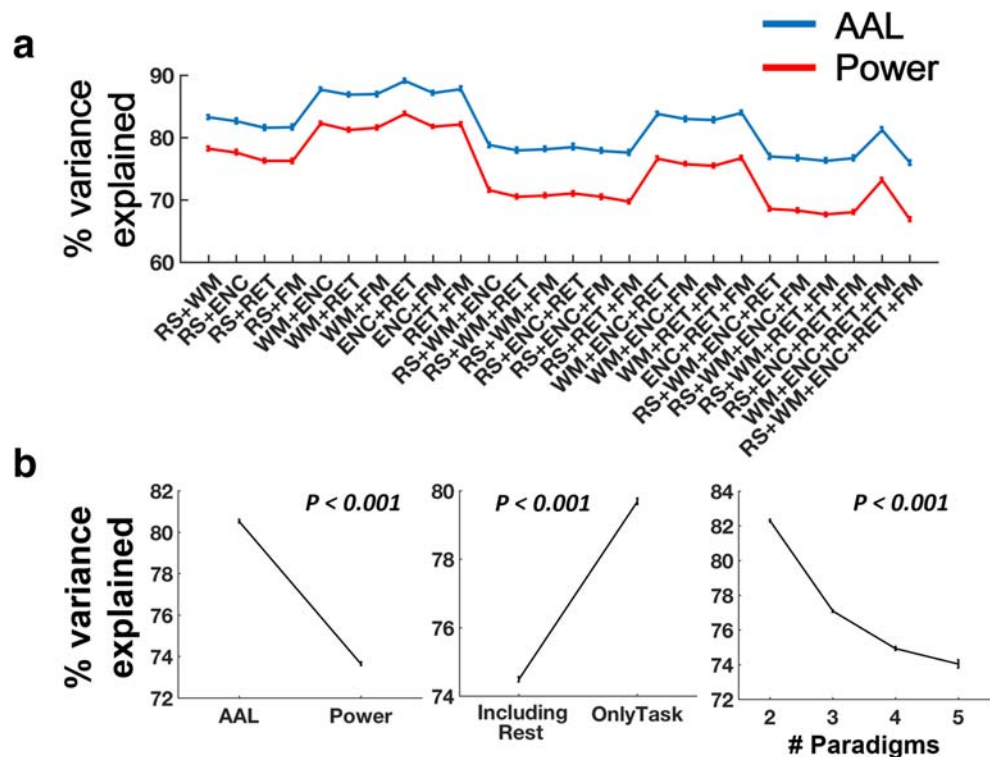 a
AAL
Power
% variance
explained
90
80
70
60
RS+WM
RS+ENC
RS+RET
RS+FM
WM+ENC
WM+RET
WM+FM
ENC+RET
ENC+FM
RET+FM
RS+WM+ENC
RS+WM+RET
RS+WM+FM
RS+ENC+RET
RS+ENC+FM
RS+RET+FM
WM+ENC+RET
WM+ENC+FM
WM+RET+FM
ENC+RET+FM
RS+WM+ENC+RET
RS+WM+ENC+FM
RS+WM+RET+FM
RS+ENC+RET+FM
WM+ENC+RET+FM
RS+WM+ENC+RET+FM
b
% variance
explained
82
80
78
76
74
72
P < 0.001
AAL
Power
80
78
76
74
P < 0.001
Including
Rest
OnlyTask
84
82
80
78
76
74
72
P < 0.001
2
3
4
5
# Paradigms